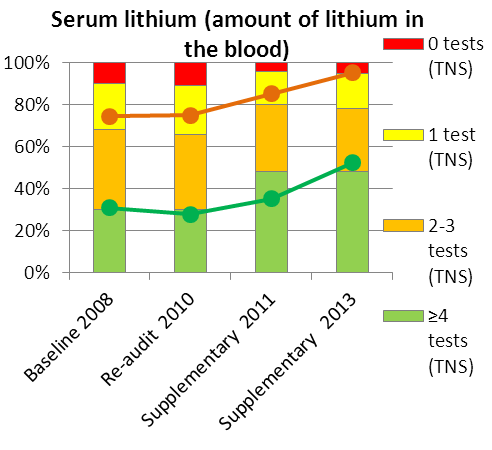 Serum lithium (amount of lithium in
the blood)
100%
80%
60%
40%
20%
0%
Baseline 2008
Re-audit 2010
Supplementary 2011
Supplementary 2013
0 tests
(TNS)
1 test
(TNS)
2-3
tests
(TNS)
≥4
tests
(TNS)